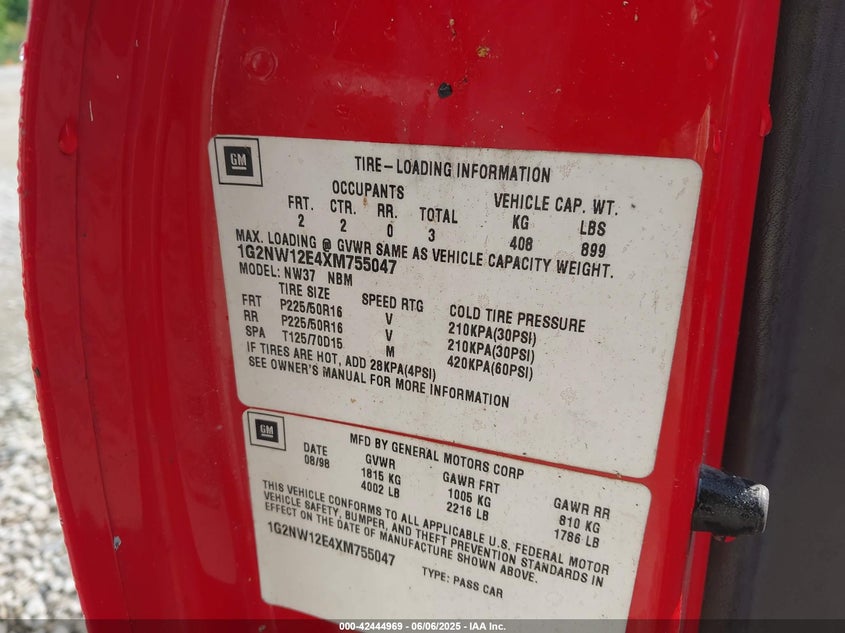 GM
TIRE-LOADING INFORMATION
OCCUPANTS VEHICLE CAP. WT.
FRT. CTR. RR. TOTAL KG LBS
2 2 0 3 408 899
MAX. LOADING @ GVWR SAME AS VEHICLE CAPACITY WEIGHT.
1G2NW12E4XM755047
MODEL: NW37 NBM
TIRE SIZE SPEED RTG COLD TIRE PRESSURE
FRT P225/50R16 V 210KPA(30PSI)
RR P225/50R16 V 210KPA(30PSI)
SPA T125/70D15 M 420KPA(60PSI)
IF TIRES ARE HOT, ADD 28KPA(4PSI)
SEE OWNER'S MANUAL FOR MORE INFORMATION
GM
MFD BY GENERAL MOTORS CORP
DATE GVWR GAWR FRT GAWR RR
08/98 1815 KG 1005 KG 810 KG
4002 LB 2216 LB 1786 LB
THIS VEHICLE CONFORMS TO ALL APPLICABLE U.S. FEDERAL MOTOR
VEHICLE SAFETY, BUMPER, AND THEFT PREVENTION STANDARDS IN
EFFECT ON THE DATE OF MANUFACTURE SHOWN ABOVE.
1G2NW12E4XM755047
TYPE: PASS CAR
000-42444969 | 06/06/2025 - IAA Inc.